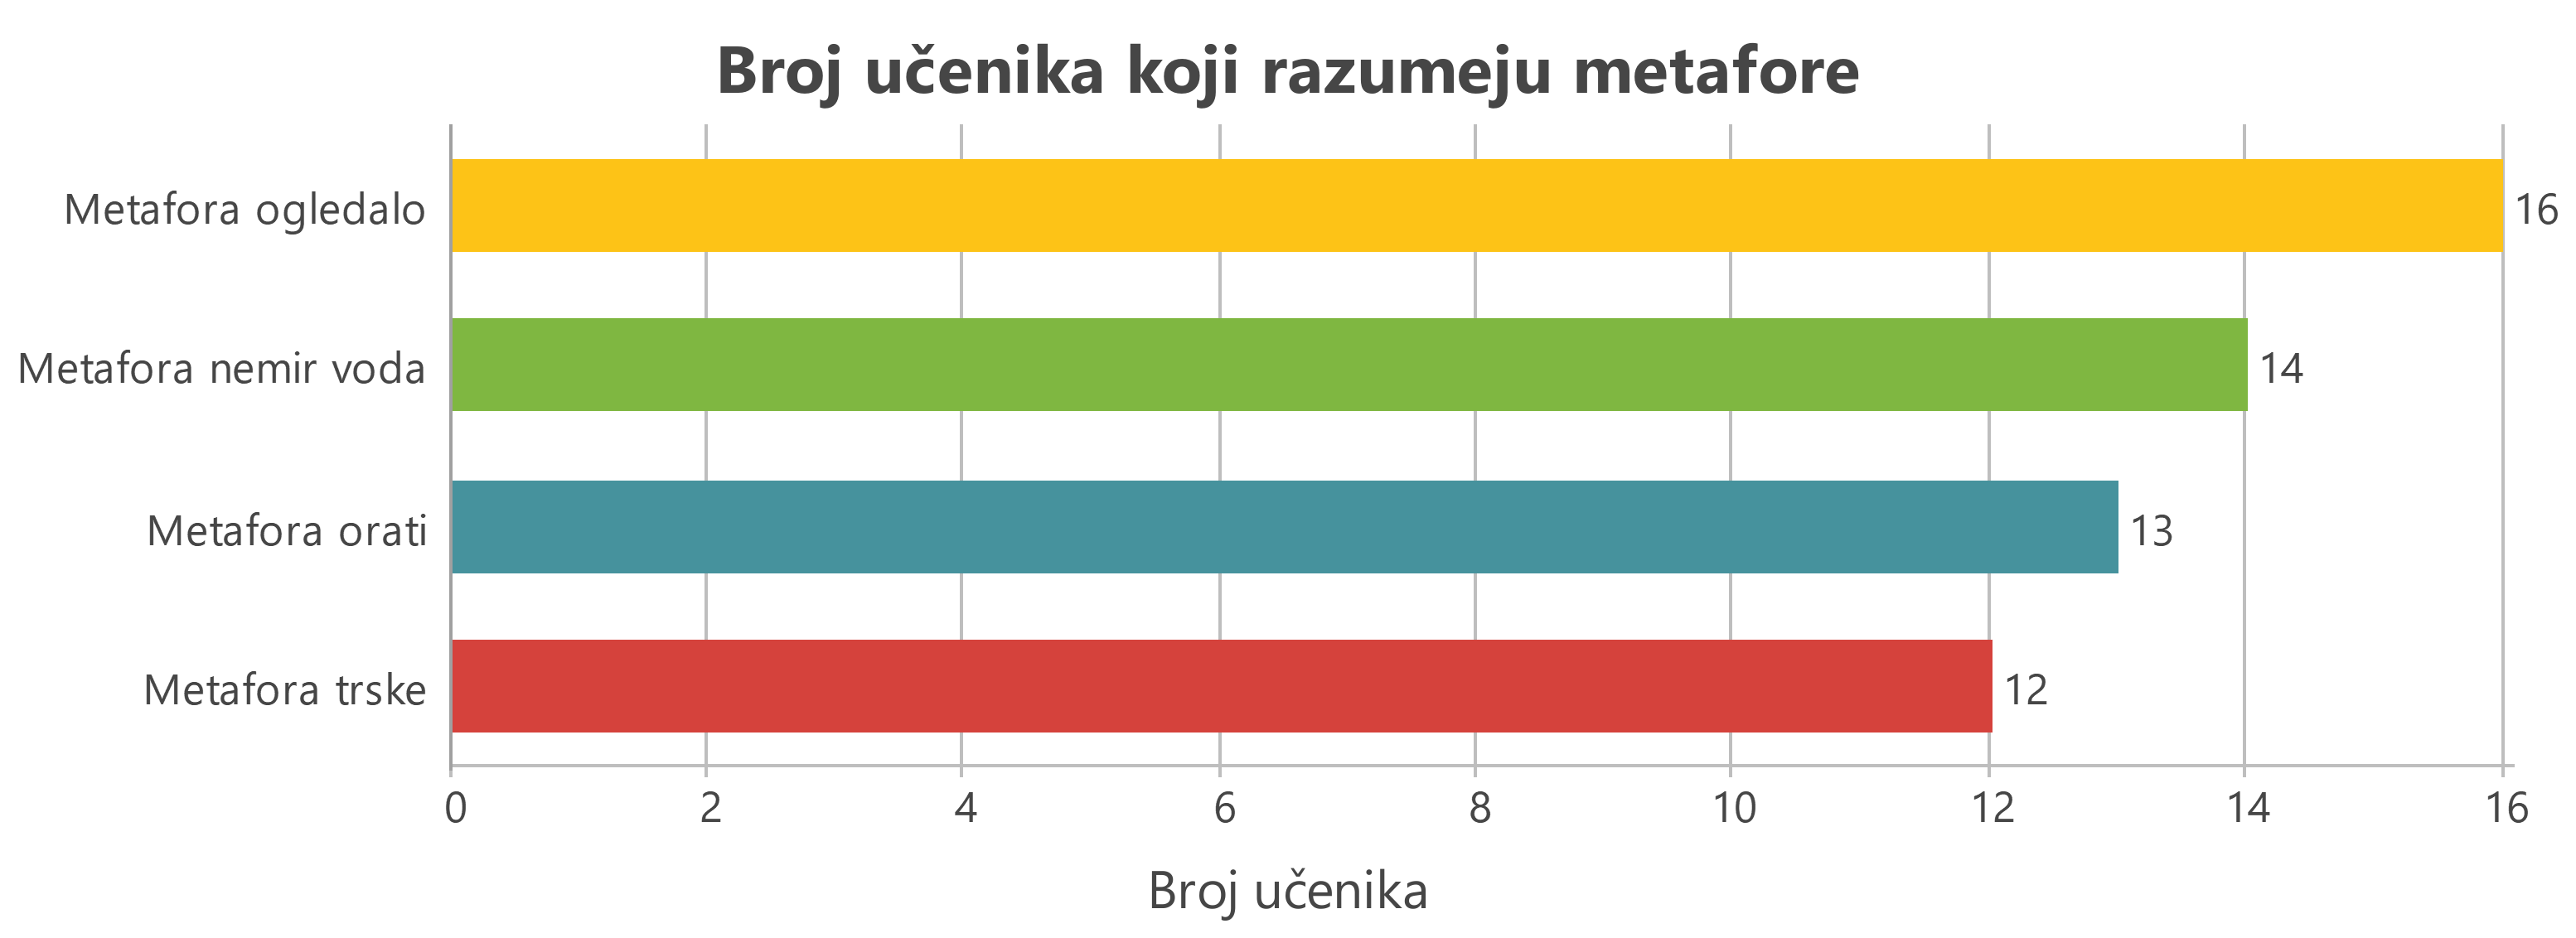 Broj učenika koji razumeju metafore
Metafora ogledalo
16
Metafora nemir voda
14
Metafora orati
13
Metafora trske
12
0 2 4 6 8 10 12 14 16
Broj učenika